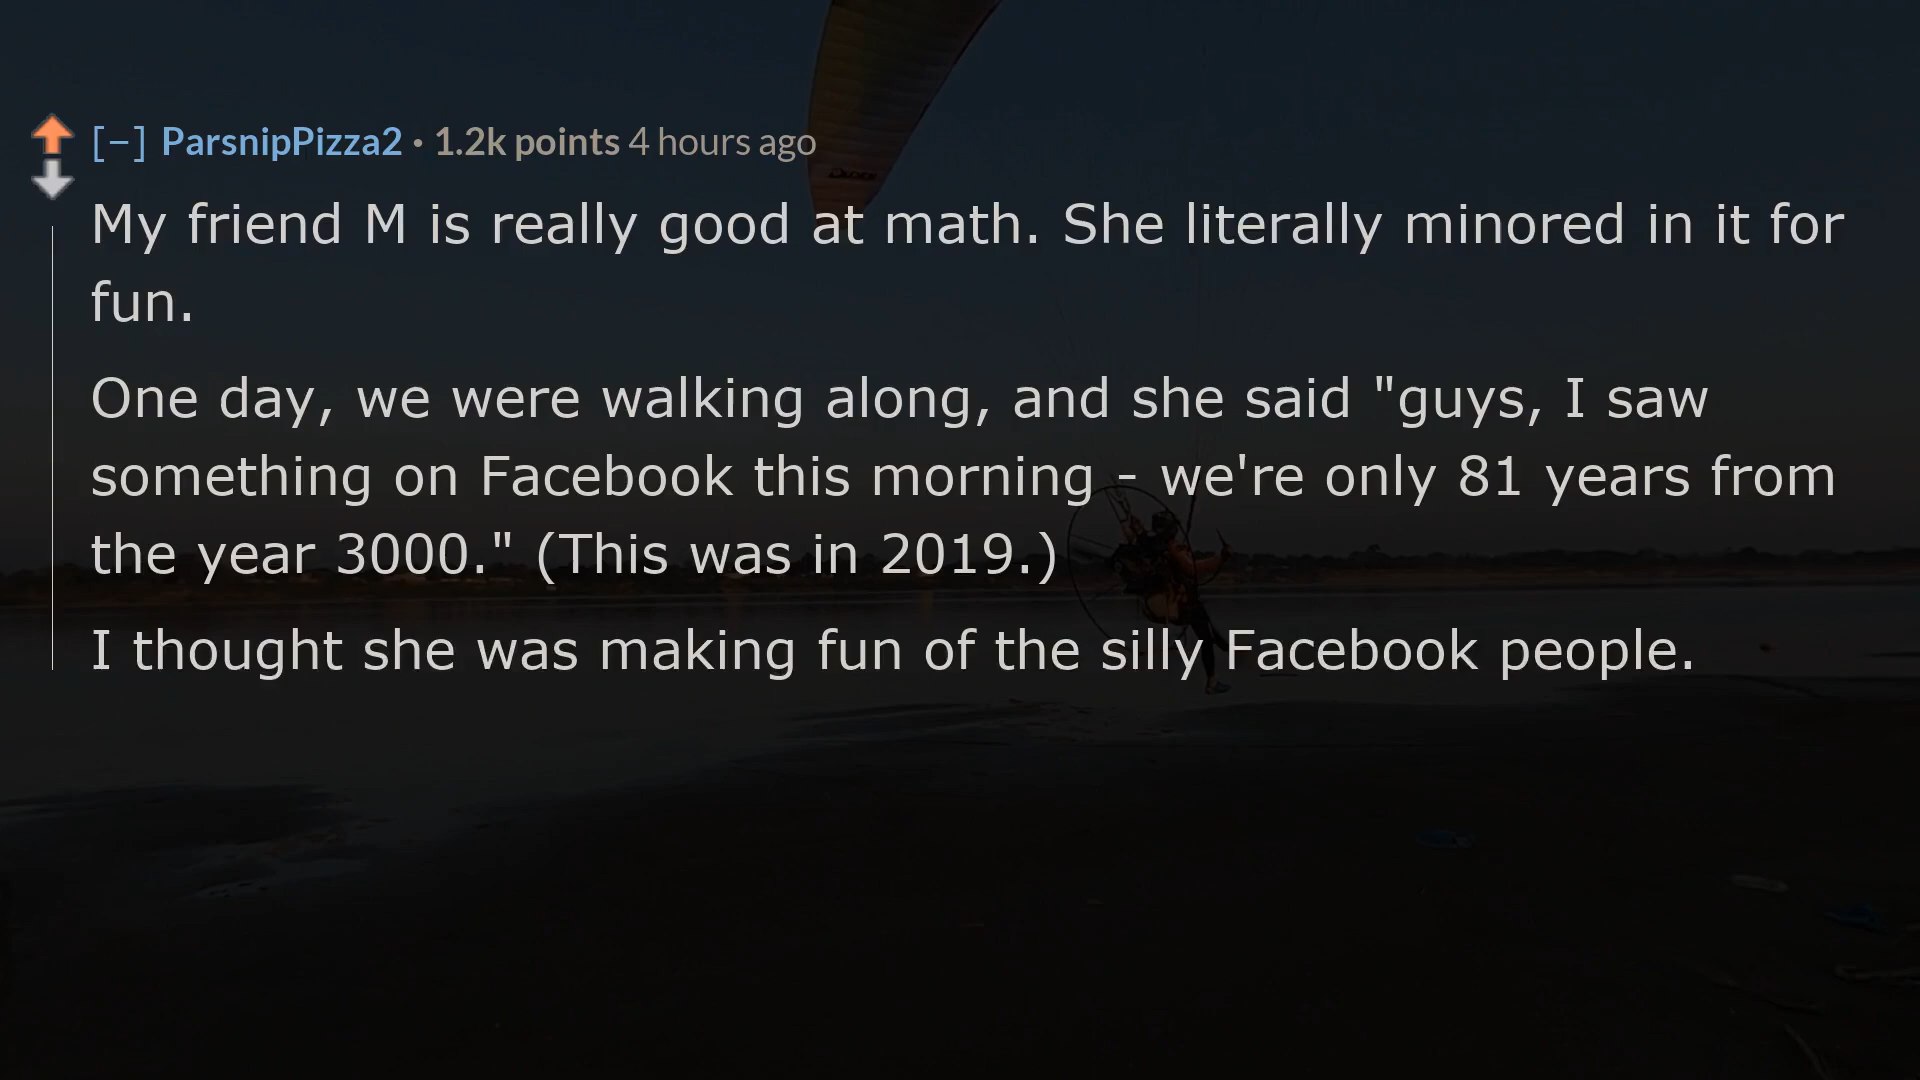 [−] ParsnipPizza2 · 1.2k points 4 hours ago
My friend M is really good at math. She literally minored in it for
fun.
One day, we were walking along, and she said "guys, I saw
something on Facebook this morning - we're only 81 years from
the year 3000." (This was in 2019.)
I thought she was making fun of the silly Facebook people.